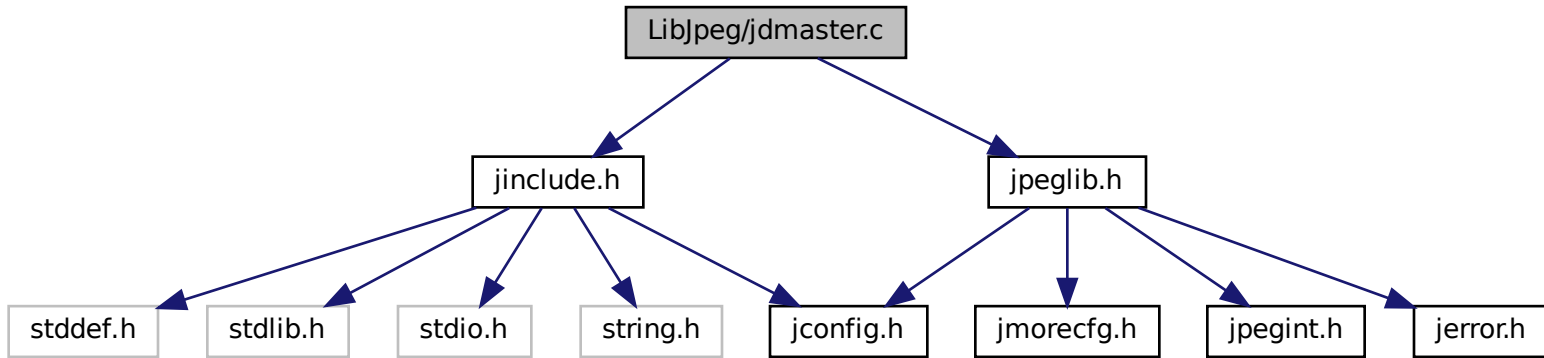 LibJpeg/jdmaster.c
jinclude.h
jpeglib.h
stddef.h
stdlib.h
stdio.h
string.h
jconfig.h
jmorecfg.h
jpegint.h
jerror.h